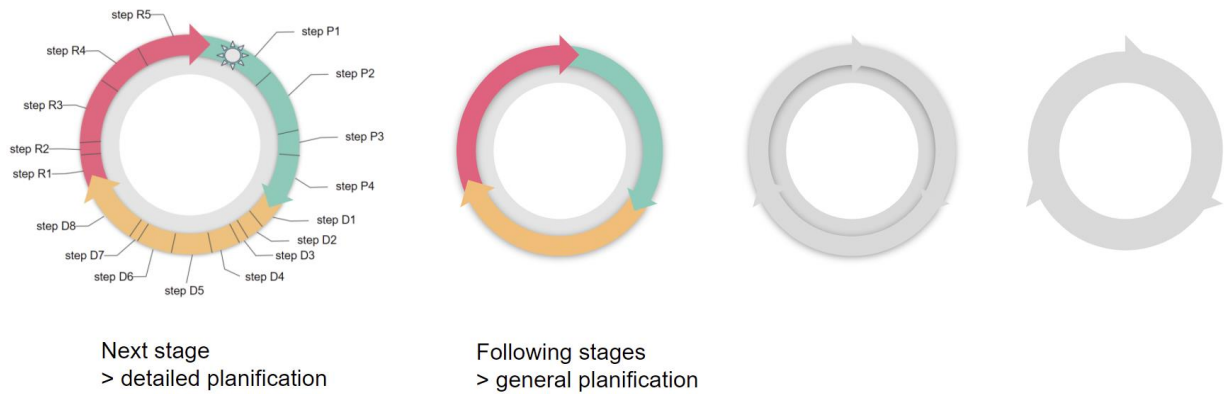 step R5
step P1
step R4
step P2
step R3
step P3
step R2
step R1
step P4
step D8
step D1
step D2
step D7
step D3
step D6
step D4
step D5
Next stage
> detailed planification
Following stages
> general planification